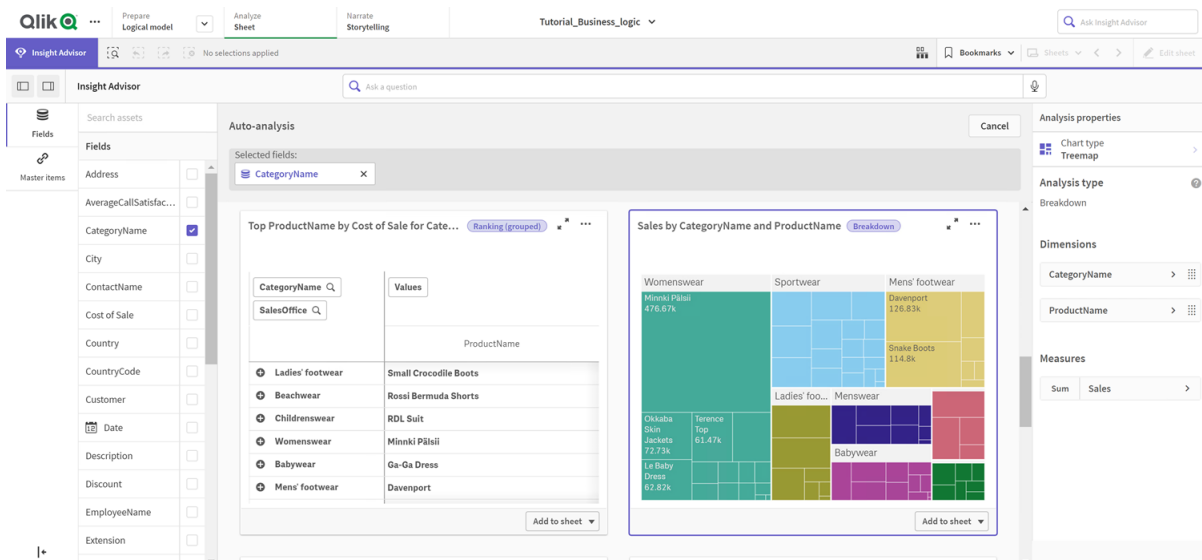 Qlik
Prepare
Logical model
Analyze
Sheet
Narrate
Storytelling
Tutorial_Business_logic
Ask Insight Advisor
Insight Advisor
No selections applied
Bookmarks
Sheets
Edit sheet
Insight Advisor
Ask a question
Fields
Master items
Search assets
Fields
Address
AverageCallSatisfac...
CategoryName
City
ContactName
Cost of Sale
Country
CountryCode
Customer
Date
Description
Discount
EmployeeName
Extension
Auto-analysis
Cancel
Selected fields:
CategoryName
Top ProductName by Cost of Sale for Cate... Ranking (grouped)
CategoryName
Values
SalesOffice
ProductName
Ladies' footwear Small Crocodile Boots
Beachwear Rossi Bermuda Shorts
Childrenswear RDL Suit
Womenswear Minnki Pälsii
Babywear Ga-Ga Dress
Mens' footwear Davenport
Add to sheet
Sales by CategoryName and ProductName Breakdown
Womenswear
Sportwear
Mens' footwear
Minnki Pälsii
476.67k
Davenport
126.83k
Snake Boots
114.8k
Ladies' foo...
Menswear
Okkaba
Skin
Jackets
72.73k
Terence
Top
61.47k
Babywear
Le Baby
Dress
62.82k
Add to sheet
Analysis properties
Chart type
Treemap
Analysis type
Breakdown
Dimensions
CategoryName
ProductName
Measures
Sum Sales